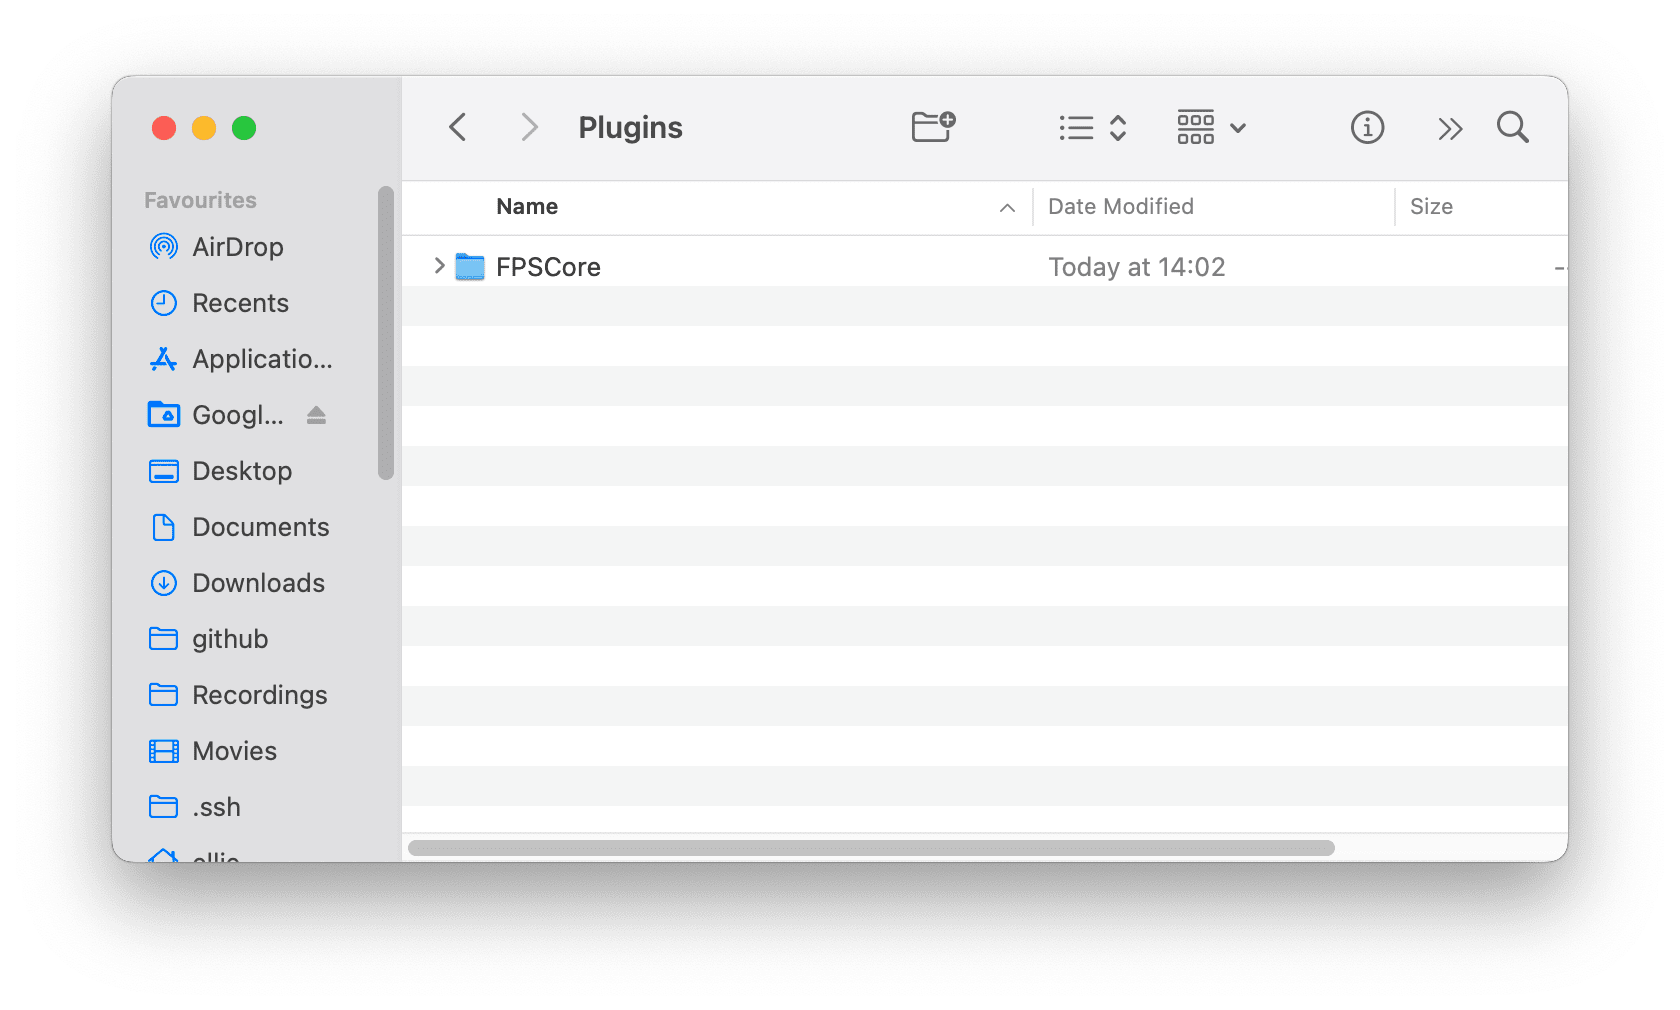 Plugins
Favourites
AirDrop
Recents
Applicatio...
Googl...
Desktop
Documents
Downloads
github
Recordings
Movies
.ssh
Name
Date Modified
Size
FPSCore
Today at 14:02
--